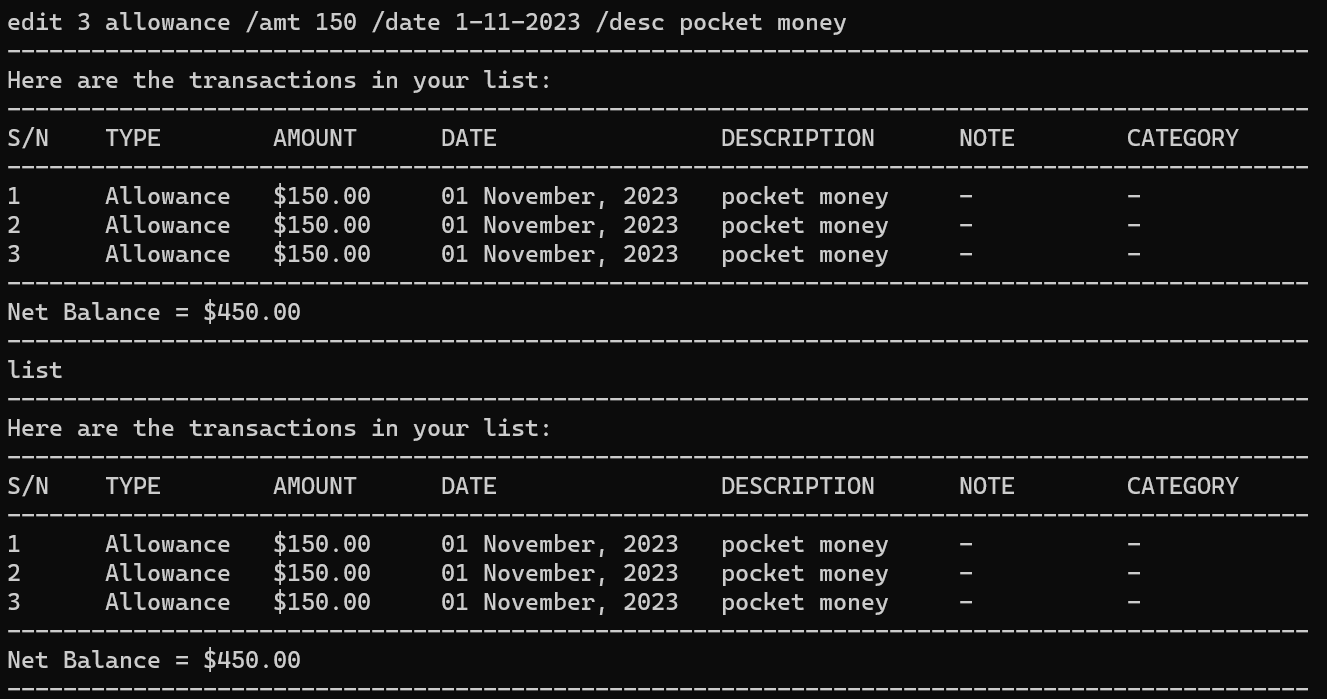 edit 3 allowance /amt 150 /date 1-11-2023 /desc pocket money
---------------------------------------------------------------------------------------------
Here are the transactions in your list:
---------------------------------------------------------------------------------------------
S/N    TYPE        AMOUNT      DATE                DESCRIPTION      NOTE        CATEGORY
---------------------------------------------------------------------------------------------
1      Allowance   $150.00     01 November, 2023   pocket money     -           -
2      Allowance   $150.00     01 November, 2023   pocket money     -           -
3      Allowance   $150.00     01 November, 2023   pocket money     -           -
---------------------------------------------------------------------------------------------
Net Balance = $450.00
---------------------------------------------------------------------------------------------
list
---------------------------------------------------------------------------------------------
Here are the transactions in your list:
---------------------------------------------------------------------------------------------
S/N    TYPE        AMOUNT      DATE                DESCRIPTION      NOTE        CATEGORY
---------------------------------------------------------------------------------------------
1      Allowance   $150.00     01 November, 2023   pocket money     -           -
2      Allowance   $150.00     01 November, 2023   pocket money     -           -
3      Allowance   $150.00     01 November, 2023   pocket money     -           -
---------------------------------------------------------------------------------------------
Net Balance = $450.00
---------------------------------------------------------------------------------------------